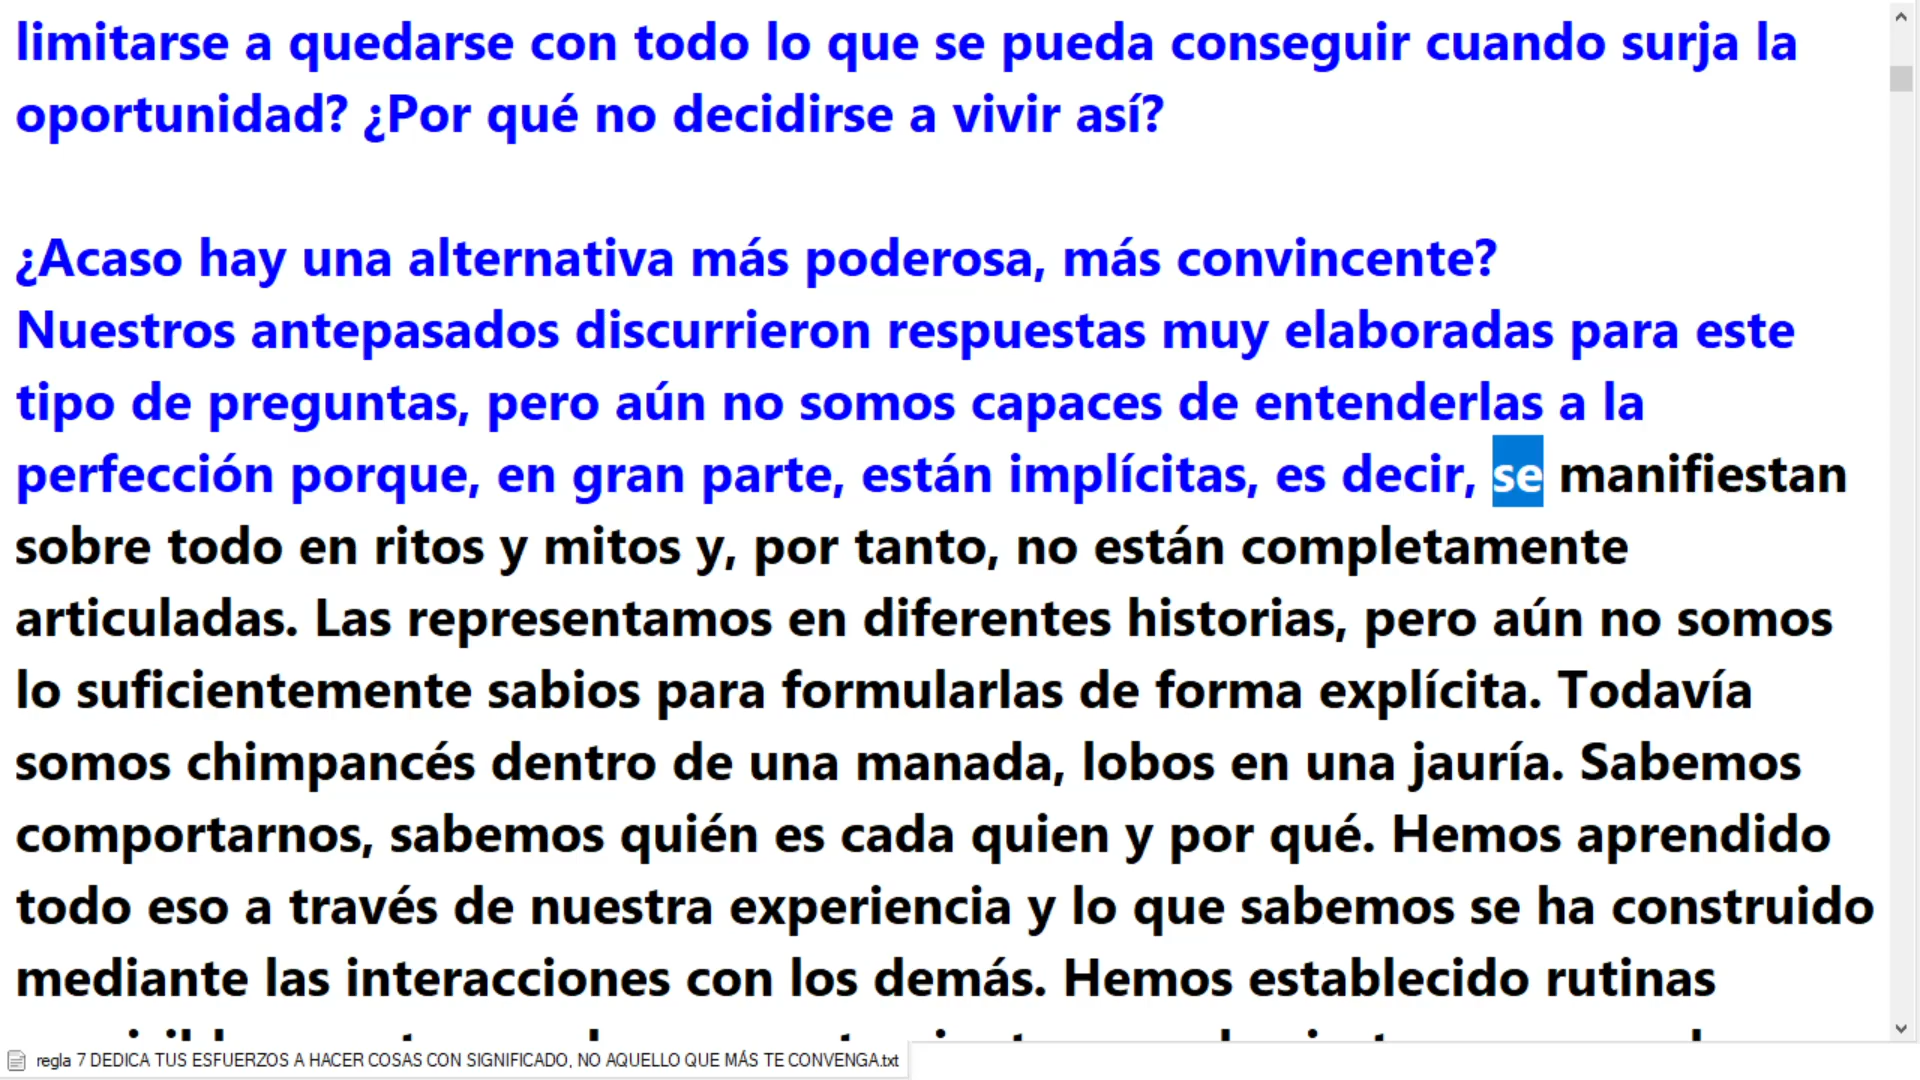 limitarse a quedarse con todo lo que se pueda conseguir cuando surja la
oportunidad? ¿Por qué no decidirse a vivir así?
¿Acaso hay una alternativa más poderosa, más convincente?
Nuestros antepasados discurrieron respuestas muy elaboradas para este
tipo de preguntas, pero aún no somos capaces de entenderlas a la
perfección porque, en gran parte, están implícitas, es decir, se manifiestan
sobre todo en ritos y mitos y, por tanto, no están completamente
articuladas. Las representamos en diferentes historias, pero aún no somos
lo suficientemente sabios para formularlas de forma explícita. Todavía
somos chimpancés dentro de una manada, lobos en una jauría. Sabemos
comportarnos, sabemos quién es cada quien y por qué. Hemos aprendido
todo eso a través de nuestra experiencia y lo que sabemos se ha construido
mediante las interacciones con los demás. Hemos establecido rutinas
regla 7 DEDICA TUS ESFUERZOS A HACER COSAS CON SIGNIFICADO, NO AQUELLO QUE MÁS TE CONVENGA.txt